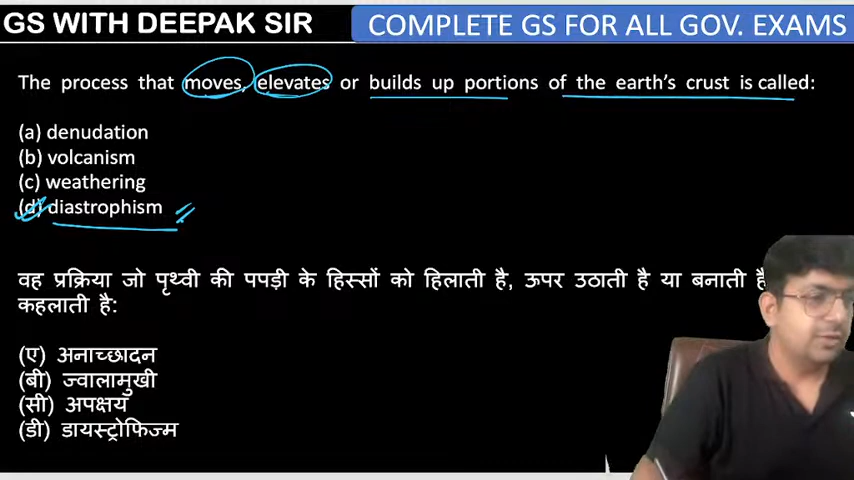 GS WITH DEEPAK SIR
COMPLETE GS FOR ALL GOV. EXAMS
The process that moves, elevates or builds up portions of the earth's crust is called:
(a) denudation
(b) volcanism
(c) weathering
(d) diastrophism
वह प्रक्रिया जो पृथ्वी की पपड़ी के हिस्सों को हिलाती है, ऊपर उठाती है या बनाती है
कहलाती है:
(ए) अनाच्छादन
(बी) ज्वालामुखी
(सी) अपक्षय
(डी) डायस्ट्रोफिज्म